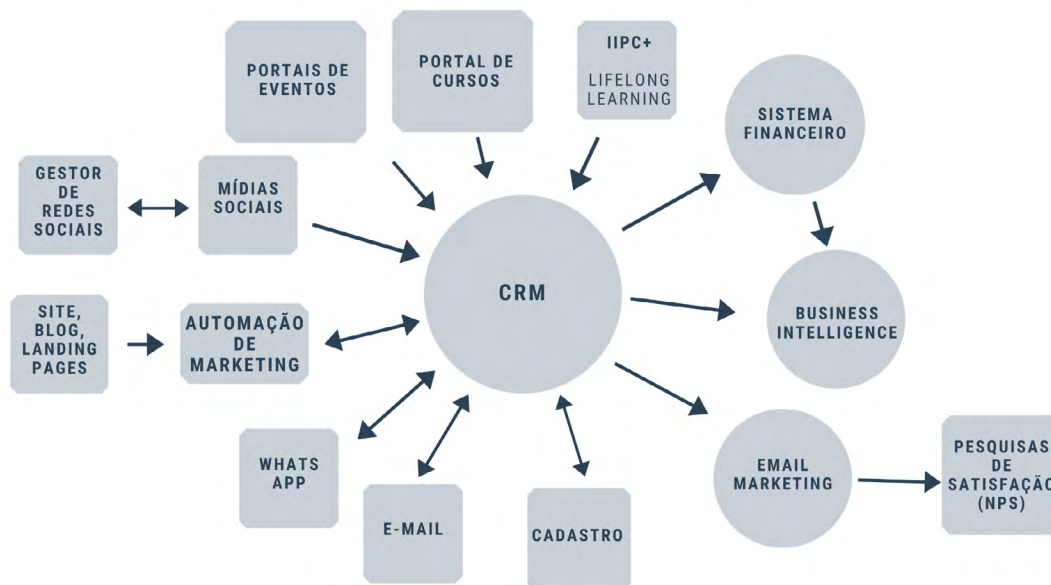 PORTAIS DE
EVENTOS
PORTAL DE
CURSOS
IIPC+
LIFELONG
LEARNING
SISTEMA
FINANCEIRO
GESTOR
DE
REDES
SOCIAIS
MÍDIAS
SOCIAIS
CRM
SITE,
BLOG,
LANDING
PAGES
AUTOMAÇÃO
DE
MARKETING
BUSINESS
INTELLIGENCE
WHATS
APP
E-MAIL
CADASTRO
EMAIL
MARKETING
PESQUISAS
DE
SATISFAÇÃO
(NPS)